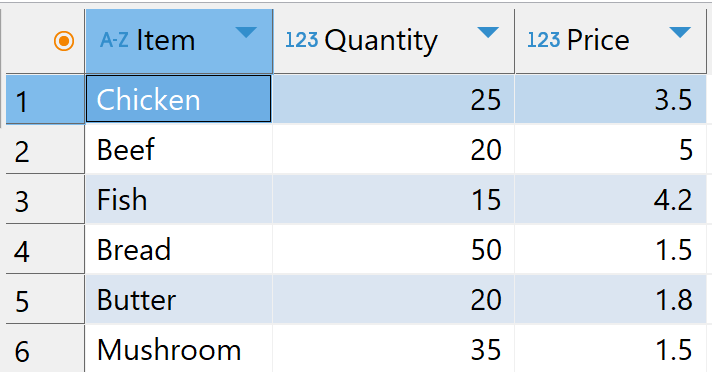 A-Z Item 123 Quantity 123 Price
1 Chicken 25 3.5
2 Beef 20 5
3 Fish 15 4.2
4 Bread 50 1.5
5 Butter 20 1.8
6 Mushroom 35 1.5